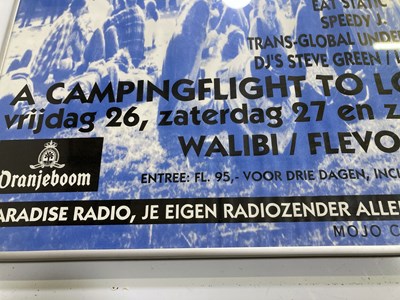 EAT STATIC
SPEEDY J.
TRANS-GLOBAL UNDER
DJ'S STEVE GREEN /
A CAMPINGFLIGHT TO LO
vrijdag 26, zaterdag 27 en z
WALIBI / FLEVO
Oranjeboom
ENTREE: FL. 95,- VOOR DRIE DAGEN, INCL
ARADISE RADIO, JE EIGEN RADIOZENDER ALLE
MOJO C